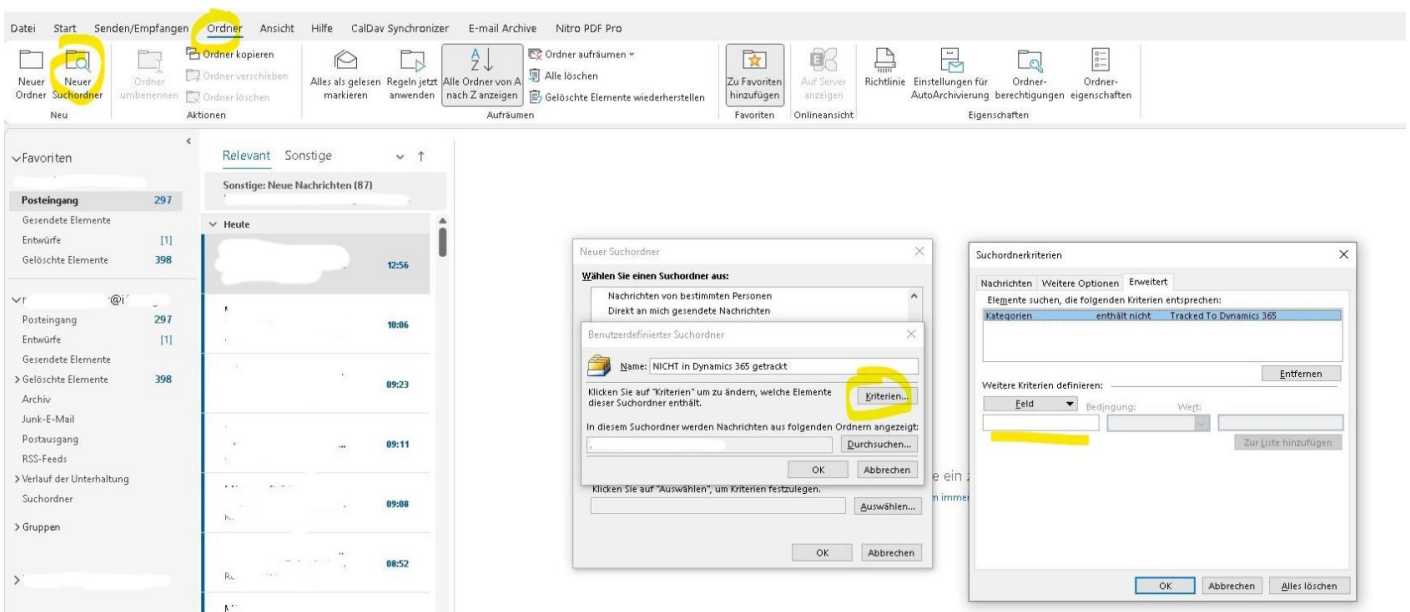 Datei Start Senden/Empfangen Ordner Ansicht Hilfe CalDav Synchronizer E-mail Archive Nitro PDF Pro
Neuer Ordner
Neuer Suchordner
Neu
Ordner umbenennen
Ordner kopieren
Ordner verschieben
Ordner löschen
Aktionen
Alles als gelesen markieren
Regeln jetzt anwenden
Alle Ordner von A nach Z anzeigen
Ordner aufräumen
Alle löschen
Gelöschte Elemente wiederherstellen
Aufräumen
Zu Favoriten hinzufügen
Favoriten
Auf Server anzeigen
Onlineansicht
Richtlinie
Einstellungen für AutoArchivierung
Ordner-berechtigungen
Ordner-eigenschaften
Eigenschaften
Favoriten
Posteingang 297
Gesendete Elemente
Entwürfe [1]
Gelöschte Elemente 398
Posteingang 297
Entwürfe [1]
Gesendete Elemente
Gelöschte Elemente 398
Archiv
Junk-E-Mail
Postausgang
RSS-Feeds
Verlauf der Unterhaltung
Suchordner
Gruppen
Relevant Sonstige
Sonstige: Neue Nachrichten (87)
Heute
12:56
10:06
09:23
09:11
09:08
08:52
Neuer Suchordner
Wählen Sie einen Suchordner aus:
Nachrichten von bestimmten Personen
Direkt an mich gesendete Nachrichten
Benutzerdefinierter Suchordner
Name: NICHT in Dynamics 365 getrackt
Klicken Sie auf "Kriterien" um zu ändern, welche Elemente
dieser Suchordner enthält.
Kriterien...
In diesem Suchordner werden Nachrichten aus folgenden Ordnern angezeigt:
Durchsuchen...
OK Abbrechen
Klicken Sie auf "Auswählen", um Kriterien festzulegen.
Auswählen...
OK Abbrechen
Suchordnerkriterien
Nachrichten Weitere Optionen Erweitert
Elemente suchen, die folgenden Kriterien entsprechen:
Kategorien enthält nicht Tracked To Dynamics 365
Entfernen
Weitere Kriterien definieren:
Feld Bedingung: Wert:
Zur Liste hinzufügen
OK Abbrechen Alles löschen